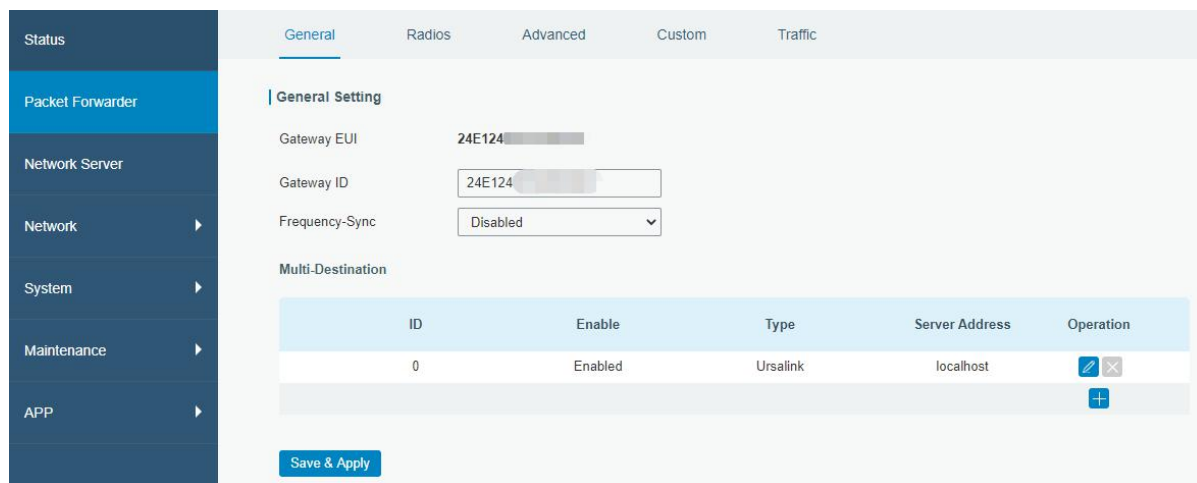 Status
Packet Forwarder
Network Server
Network
System
Maintenance
APP
General Radios Advanced Custom Traffic
General Setting
Gateway EUI 24E124
Gateway ID 24E124
Frequency-Sync Disabled
Multi-Destination
ID Enable Type Server Address Operation
0 Enabled Ursalink localhost
Save & Apply